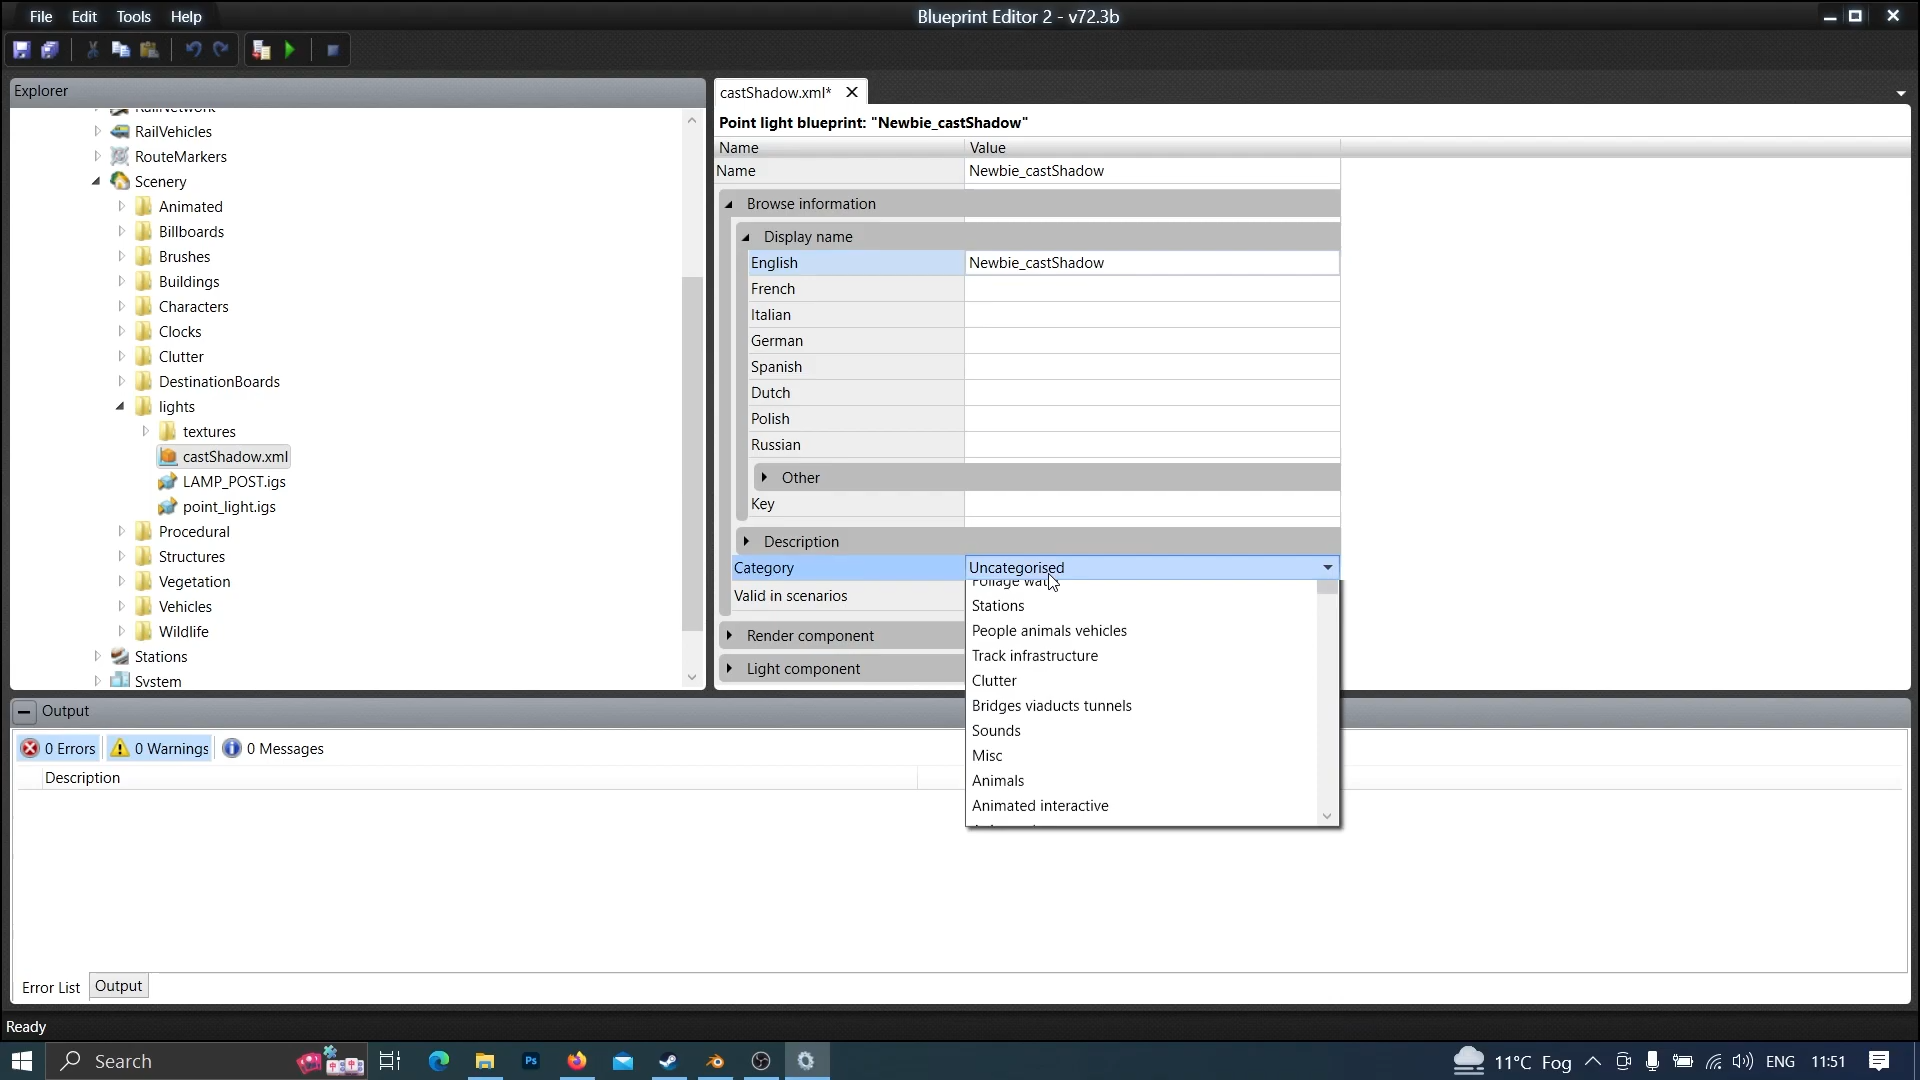 File Edit Tools Help
Blueprint Editor 2 - v72.3b
Explorer
RailNetwork
RailVehicles
RouteMarkers
Scenery
Animated
Billboards
Brushes
Buildings
Characters
Clocks
Clutter
DestinationBoards
lights
textures
castShadow.xml
LAMP_POST.igs
point_light.igs
Procedural
Structures
Vegetation
Vehicles
Wildlife
Stations
System
castShadow.xml*
Point light blueprint: "Newbie_castShadow"
Name Value
Name Newbie_castShadow
Browse information
Display name
English Newbie_castShadow
French
Italian
German
Spanish
Dutch
Polish
Russian
Other
Key
Description
Category Uncategorised
Valid in scenarios
Render component
Light component
Foliage wat
Stations
People animals vehicles
Track infrastructure
Clutter
Bridges viaducts tunnels
Sounds
Misc
Animals
Animated interactive
Output
0 Errors 0 Warnings 0 Messages
Description
Error List Output
Ready
Search
Ps
11°C Fog
ENG
11:51